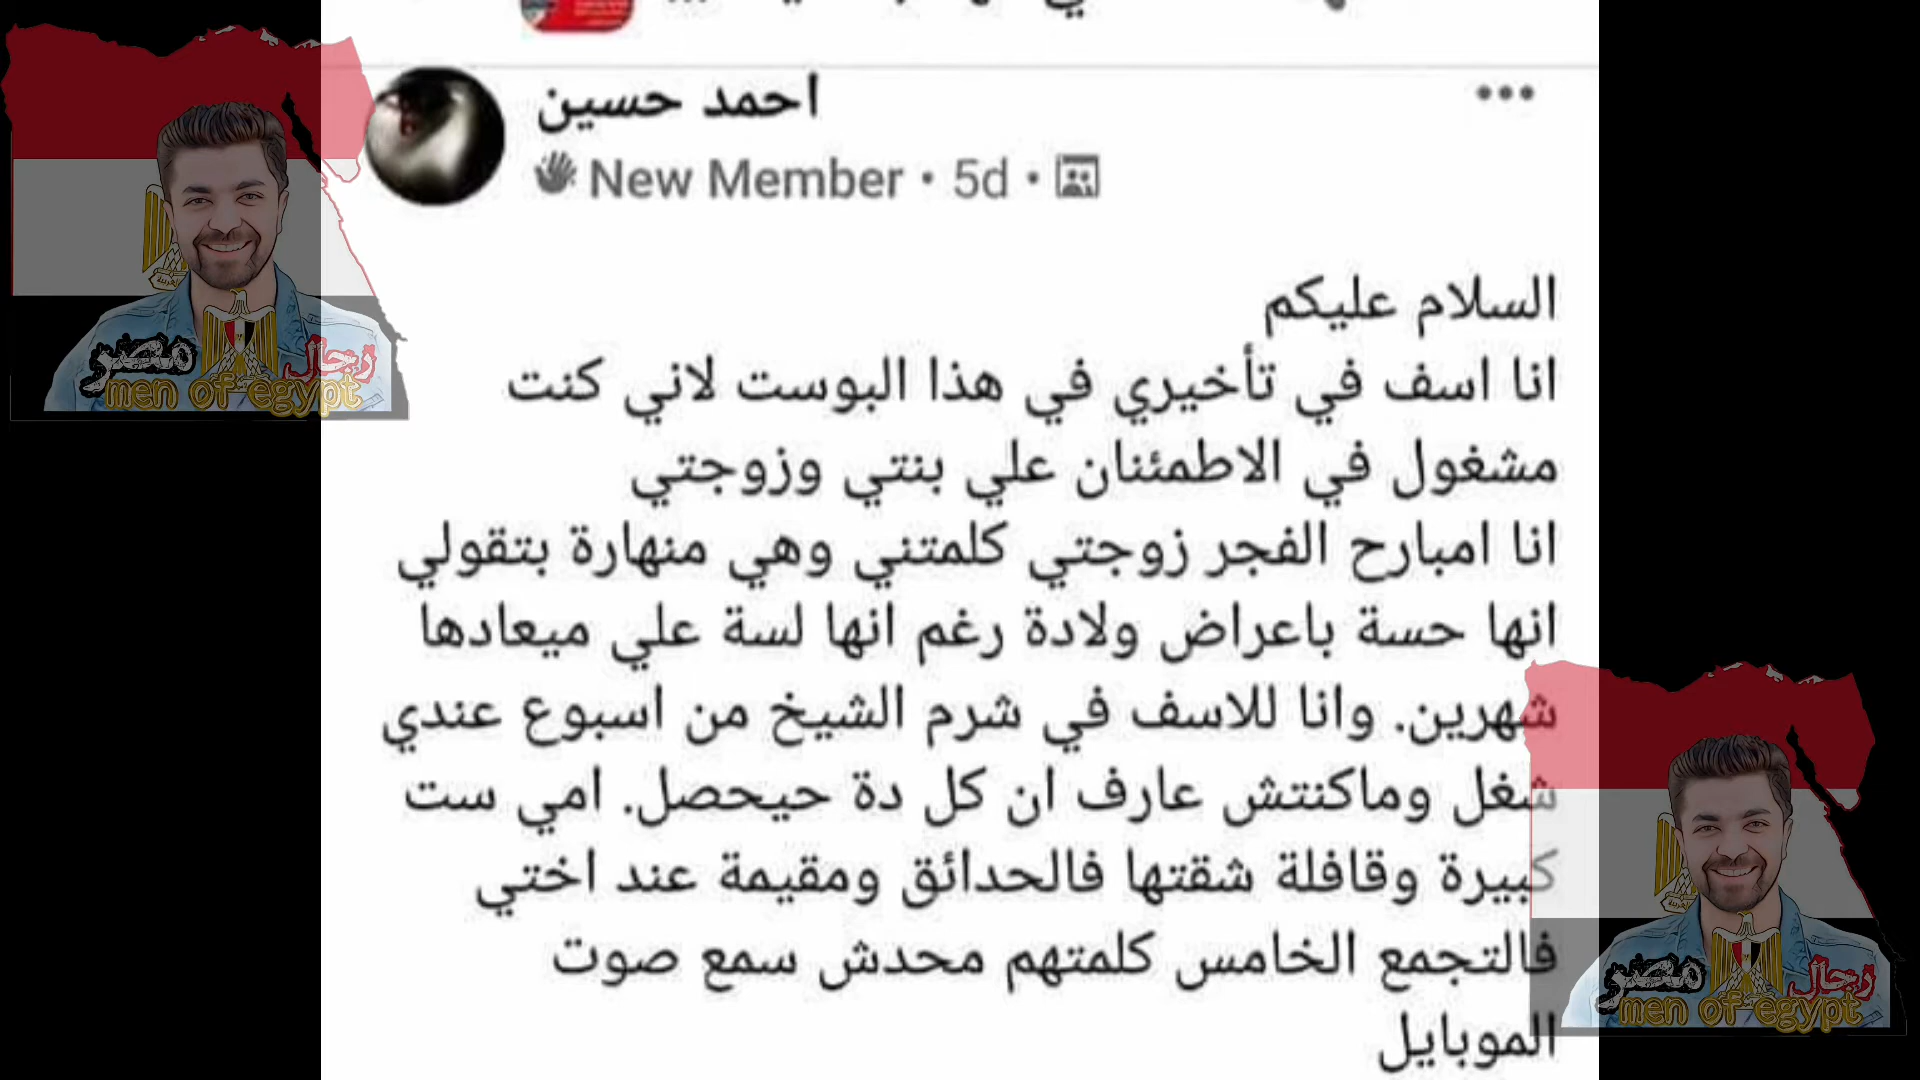 احمد حسين
New Member • 5d •
السلام عليكم
انا اسف في تأخيري في هذا البوست لاني كنت
مشغول في الاطمئنان علي بنتي وزوجتي
انا امبارح الفجر زوجتي كلمتني وهي منهارة بتقولي
انها حسة باعراض ولادة رغم انها لسة علي ميعادها
شهرين. وانا للاسف في شرم الشيخ من اسبوع عندي
شغل وماكنتش عارف ان كل دة حيحصل. امي ست
كبيرة وقافلة شقتها فالحدائق ومقيمة عند اختي
فالتجمع الخامس كلمتهم محدش سمع صوت
الموبايل
رجال مصر
men of egypt
رجال مصر
men of egypt